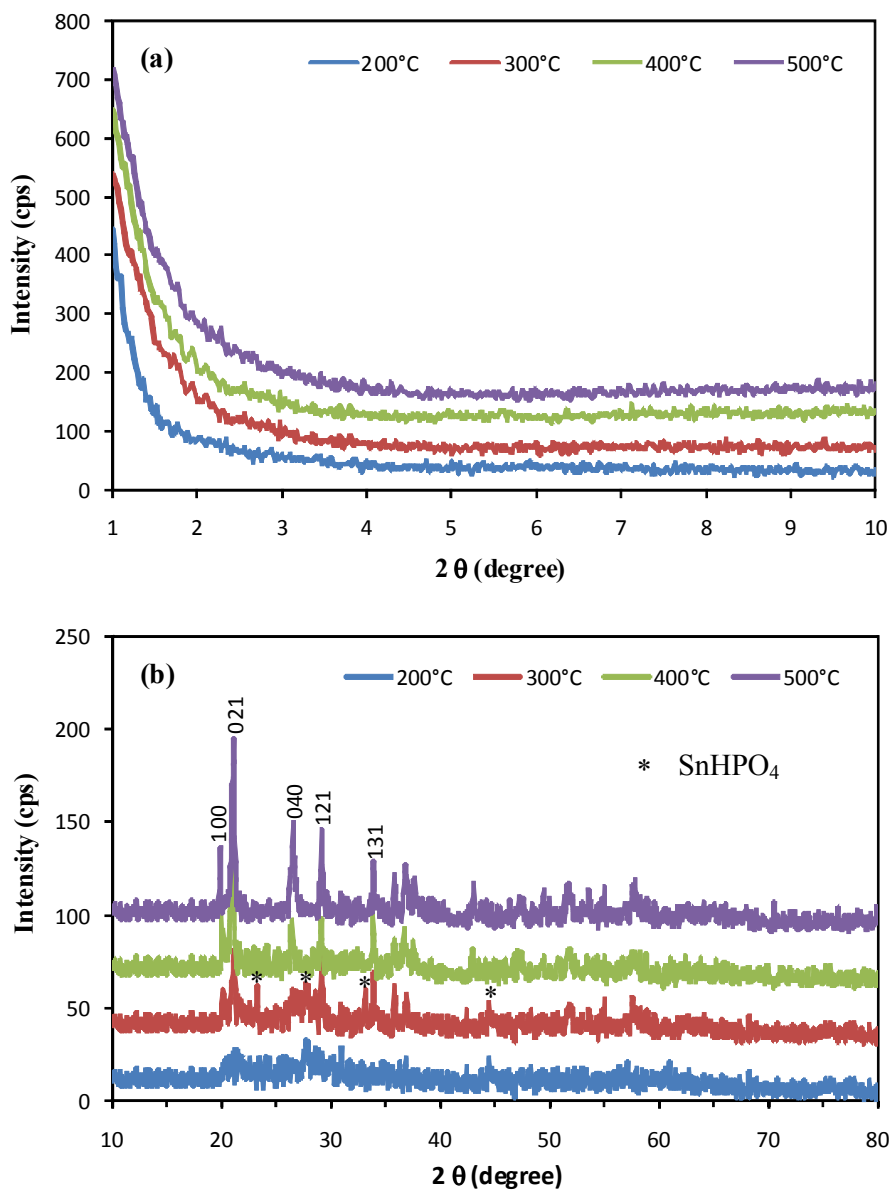 (a)
200°C 300°C 400°C 500°C
800
700
600
500
400
300
200
100
0
Intensity (cps)
1 2 3 4 5 6 7 8 9 10
2 θ (degree)
(b)
200°C 300°C 400°C 500°C
250
200
150
100
50
0
Intensity (cps)
100
021
040
121
131
* SnHPO₄
* * * *
10 20 30 40 50 60 70 80
2 θ (degree)